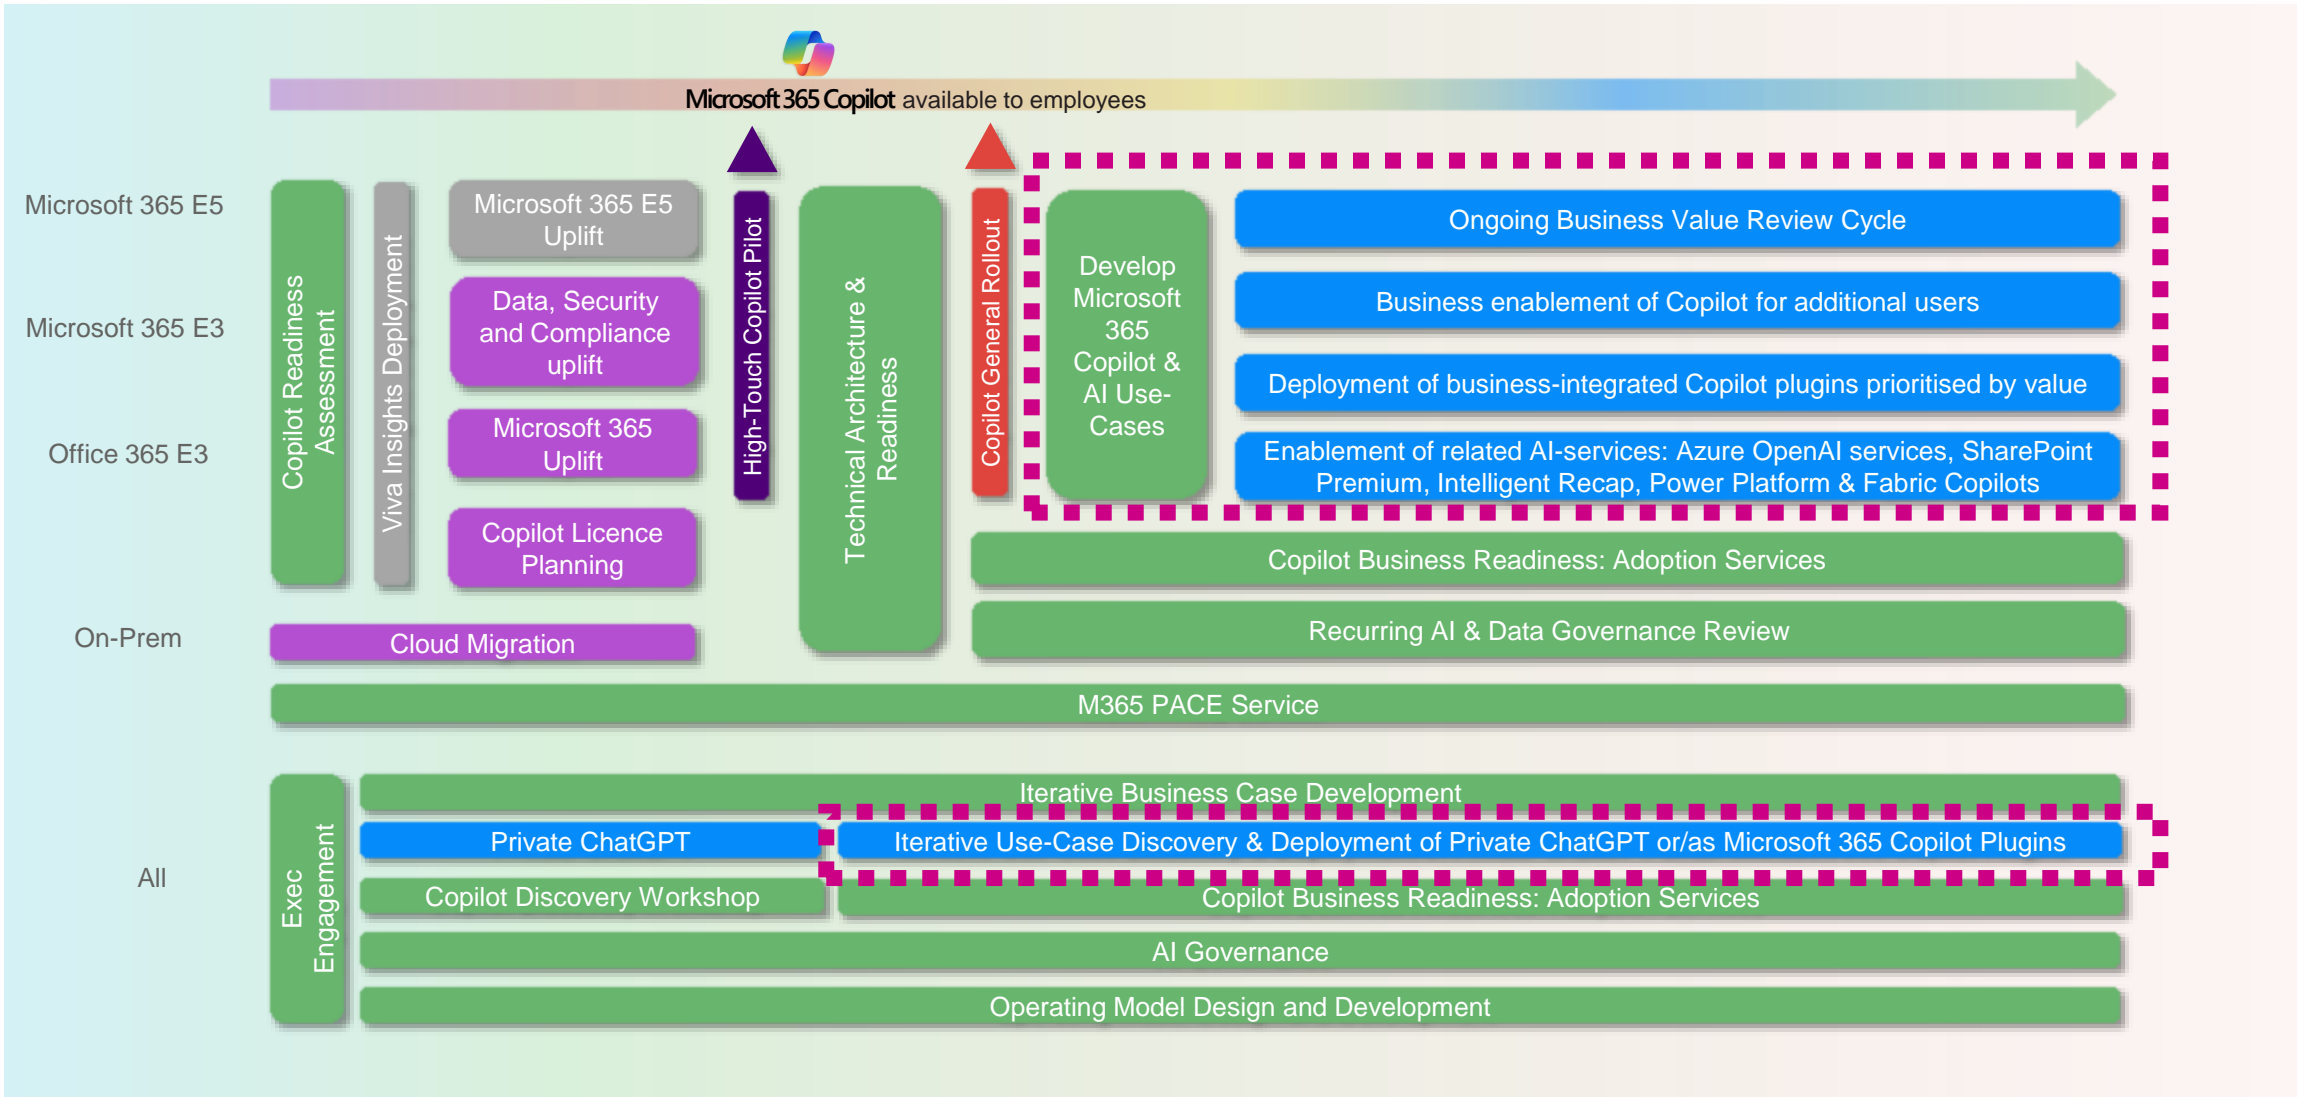 Microsoft 365 Copilot available to employees
Microsoft 365 E5
Microsoft 365 E3
Office 365 E3
On-Prem
All
Copilot Readiness
Assessment
Viva Insights Deployment
Microsoft 365 E5
Uplift
Data, Security
and Compliance
uplift
Microsoft 365
Uplift
Copilot Licence
Planning
Cloud Migration
High-Touch Copilot Pilot
Technical Architecture &
Readiness
Copilot General Rollout
Develop
Microsoft
365
Copilot &
AI Use-
Cases
Ongoing Business Value Review Cycle
Business enablement of Copilot for additional users
Deployment of business-integrated Copilot plugins prioritised by value
Enablement of related AI-services: Azure OpenAI services, SharePoint
Premium, Intelligent Recap, Power Platform & Fabric Copilots
Copilot Business Readiness: Adoption Services
Recurring AI & Data Governance Review
M365 PACE Service
Exec
Engagement
Iterative Business Case Development
Private ChatGPT
Iterative Use-Case Discovery & Deployment of Private ChatGPT or/as Microsoft 365 Copilot Plugins
Copilot Discovery Workshop
Copilot Business Readiness: Adoption Services
AI Governance
Operating Model Design and Development